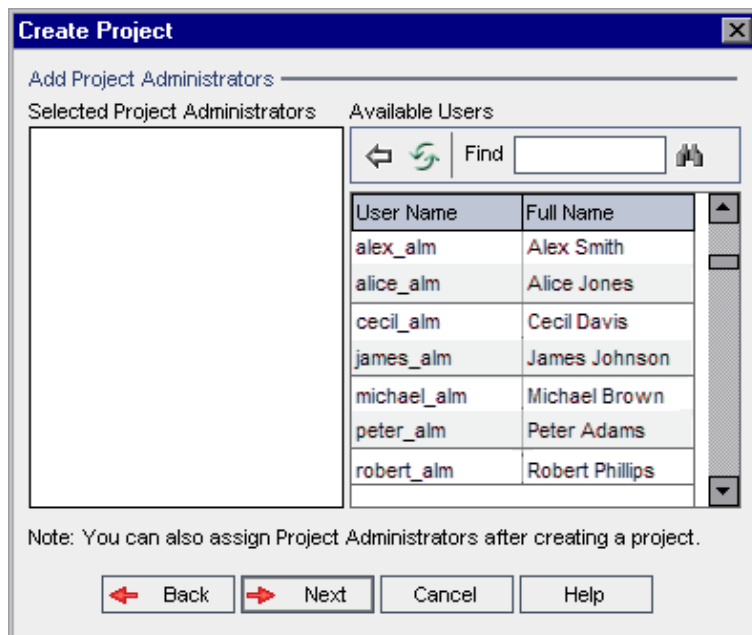 Create Project
Add Project Administrators
Selected Project Administrators
Available Users
Find
User Name Full Name
alex_alm Alex Smith
alice_alm Alice Jones
cecil_alm Cecil Davis
james_alm James Johnson
michael_alm Michael Brown
peter_alm Peter Adams
robert_alm Robert Phillips
Note: You can also assign Project Administrators after creating a project.
Back Next Cancel Help